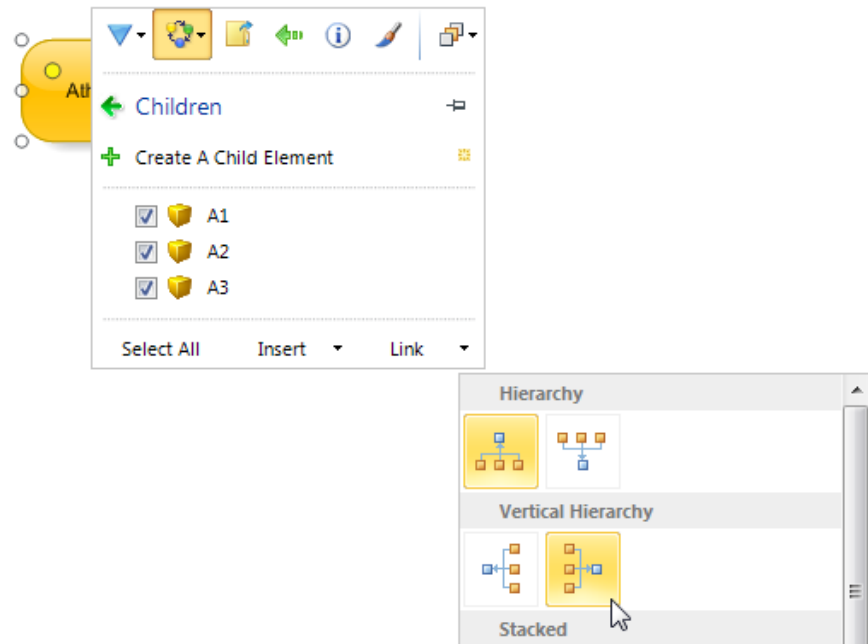 Children
Create A Child Element
A1
A2
A3
Select All Insert Link
Hierarchy
Vertical Hierarchy
Stacked